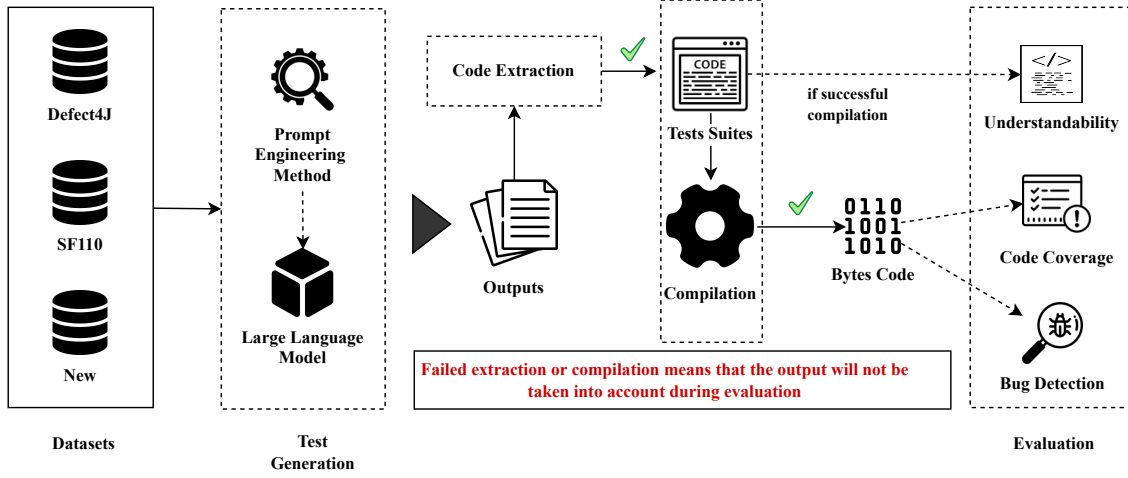 Defect4J
SF110
New
Datasets
Prompt
Engineering
Method
Large Language
Model
Test
Generation
Code Extraction
Outputs
CODE
Tests Suites
Compilation
if successful
compilation
0110
1001
1010
Bytes Code
Failed extraction or compilation means that the output will not be
taken into account during evaluation
</>
Understandability
Code Coverage
Bug Detection
Evaluation